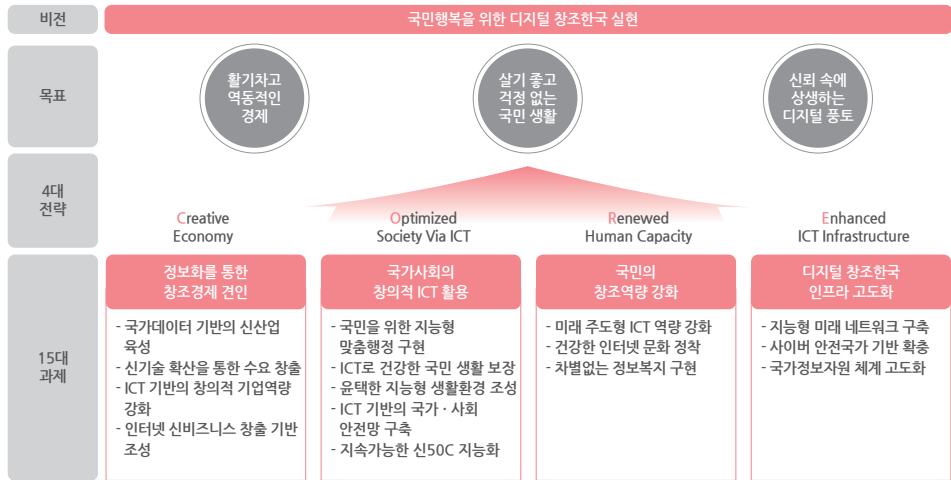 비전
국민행복을 위한 디지털 창조한국 실현
목표
활기차고
역동적인
경제
살기 좋고
걱정 없는
국민 생활
신뢰 속에
상생하는
디지털 풍토
4대
전략
Creative
Economy
Optimized
Society Via ICT
Renewed
Human Capacity
Enhanced
ICT Infrastructure
15대
과제
정보화를 통한
창조경제 견인
- 국가데이터 기반의 신산업
육성
- 신기술 확산을 통한 수요 창출
- ICT 기반의 창의적 기업역량
강화
- 인터넷 신비즈니스 창출 기반
조성
국가사회의
창의적 ICT 활용
- 국민을 위한 지능형
맞춤행정 구현
- ICT로 건강한 국민 생활 보장
- 윤택한 지능형 생활환경 조성
- ICT 기반의 국가 · 사회
안전망 구축
- 지속가능한 신50C 지능화
국민의
창조역량 강화
- 미래 주도형 ICT 역량 강화
- 건강한 인터넷 문화 정착
- 차별없는 정보복지 구현
디지털 창조한국
인프라 고도화
- 지능형 미래 네트워크 구축
- 사이버 안전국가 기반 확충
- 국가정보자원 체계 고도화